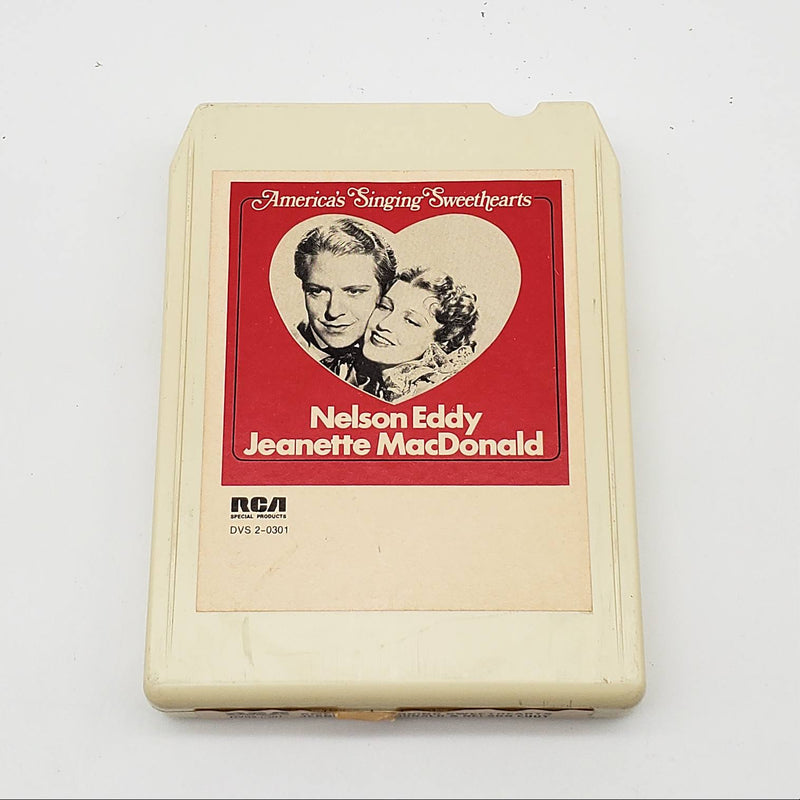 America's Singing Sweethearts
Nelson Eddy
Jeanette MacDonald
RCA
SPECIAL PRODUCTS
DVS 2-0301